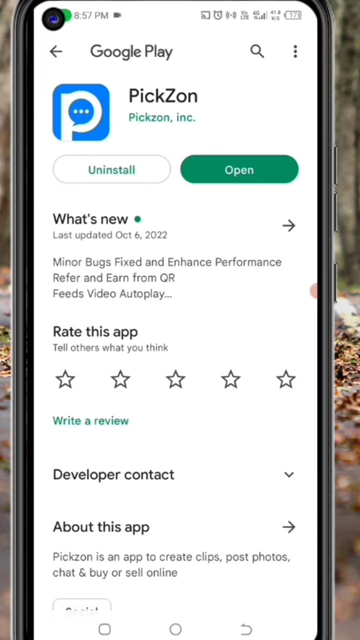 8:57 PM
Google Play
PickZon
Pickzon, inc.
Uninstall
Open
What's new
Last updated Oct 6, 2022
Minor Bugs Fixed and Enhance Performance
Refer and Earn from QR
Feeds Video Autoplay...
Rate this app
Tell others what you think
Write a review
Developer contact
About this app
Pickzon is an app to create clips, post photos,
chat & buy or sell online
Social